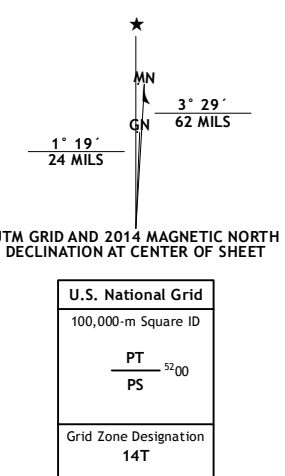 ★
MN
GN
3° 29´
62 MILS
1° 19´
24 MILS
UTM GRID AND 2014 MAGNETIC NORTH
DECLINATION AT CENTER OF SHEET
U.S. National Grid
100,000-m Square ID
PT
5200
PS
Grid Zone Designation
14T